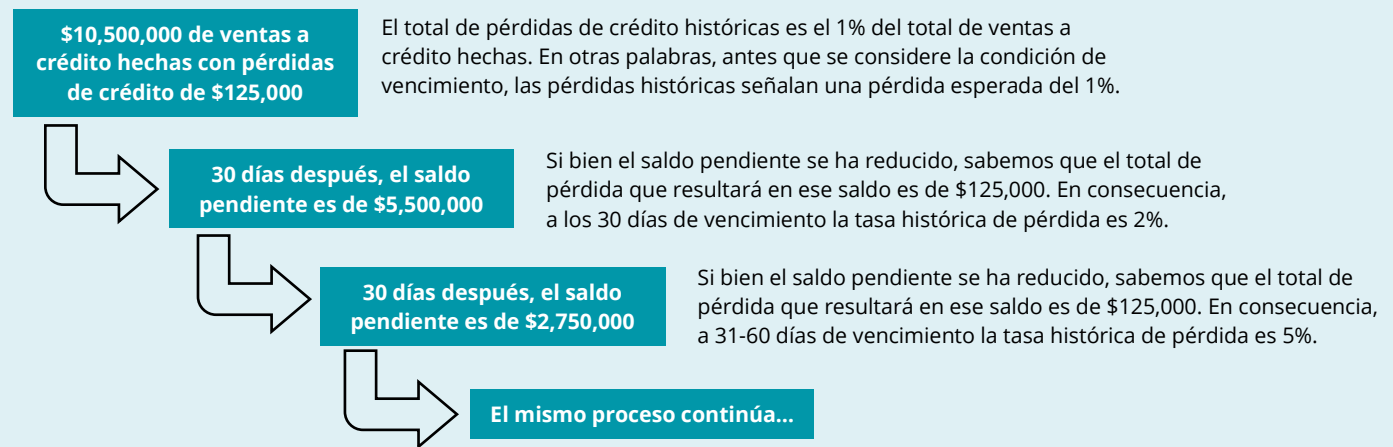 $10,500,000 de ventas a
crédito hechas con pérdidas
de crédito de $125,000
El total de pérdidas de crédito históricas es el 1% del total de ventas a
crédito hechas. En otras palabras, antes que se considere la condición de
vencimiento, las pérdidas históricas señalan una pérdida esperada del 1%.
30 días después, el saldo
pendiente es de $5,500,000
Si bien el saldo pendiente se ha reducido, sabemos que el total de
pérdida que resultará en ese saldo es de $125,000. En consecuencia,
a los 30 días de vencimiento la tasa histórica de pérdida es 2%.
30 días después, el saldo
pendiente es de $2,750,000
Si bien el saldo pendiente se ha reducido, sabemos que el total de
pérdida que resultará en ese saldo es de $125,000. En consecuencia,
a 31-60 días de vencimiento la tasa histórica de pérdida es 5%.
El mismo proceso continúa...